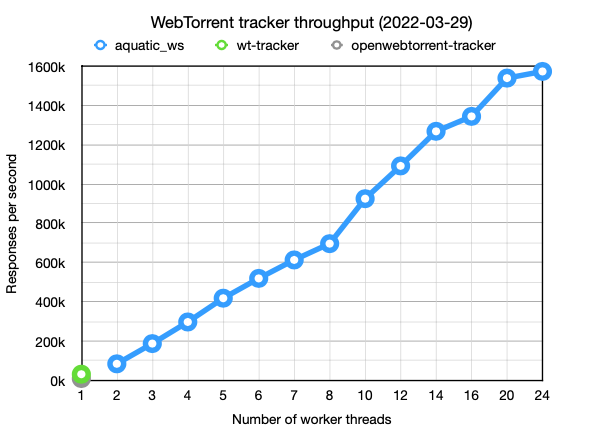 WebTorrent tracker throughput (2022-03-29)
aquatic_ws wt-tracker openwebtorrent-tracker
Responses per second
1600k
1400k
1200k
1000k
800k
600k
400k
200k
0k
1 2 3 4 5 6 7 8 10 12 14 16 20 24
Number of worker threads